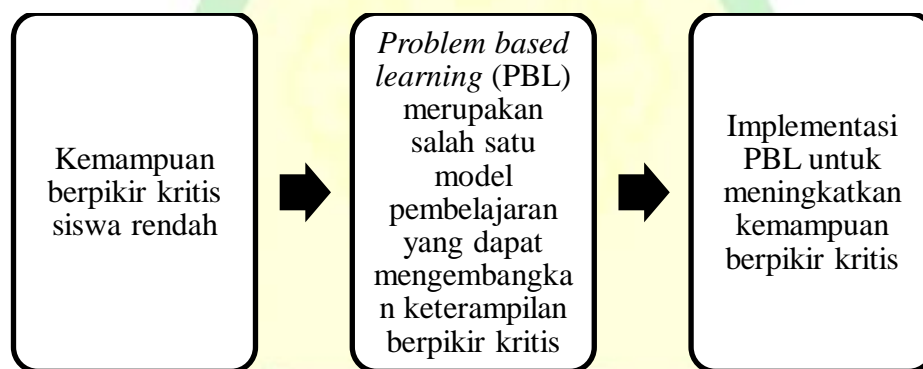 Kemampuan
berpikir kritis
siswa rendah
Problem based
learning (PBL)
merupakan
salah satu
model
pembelajaran
yang dapat
mengembangka
n keterampilan
berpikir kritis
Implementasi
PBL untuk
meningkatkan
kemampuan
berpikir kritis